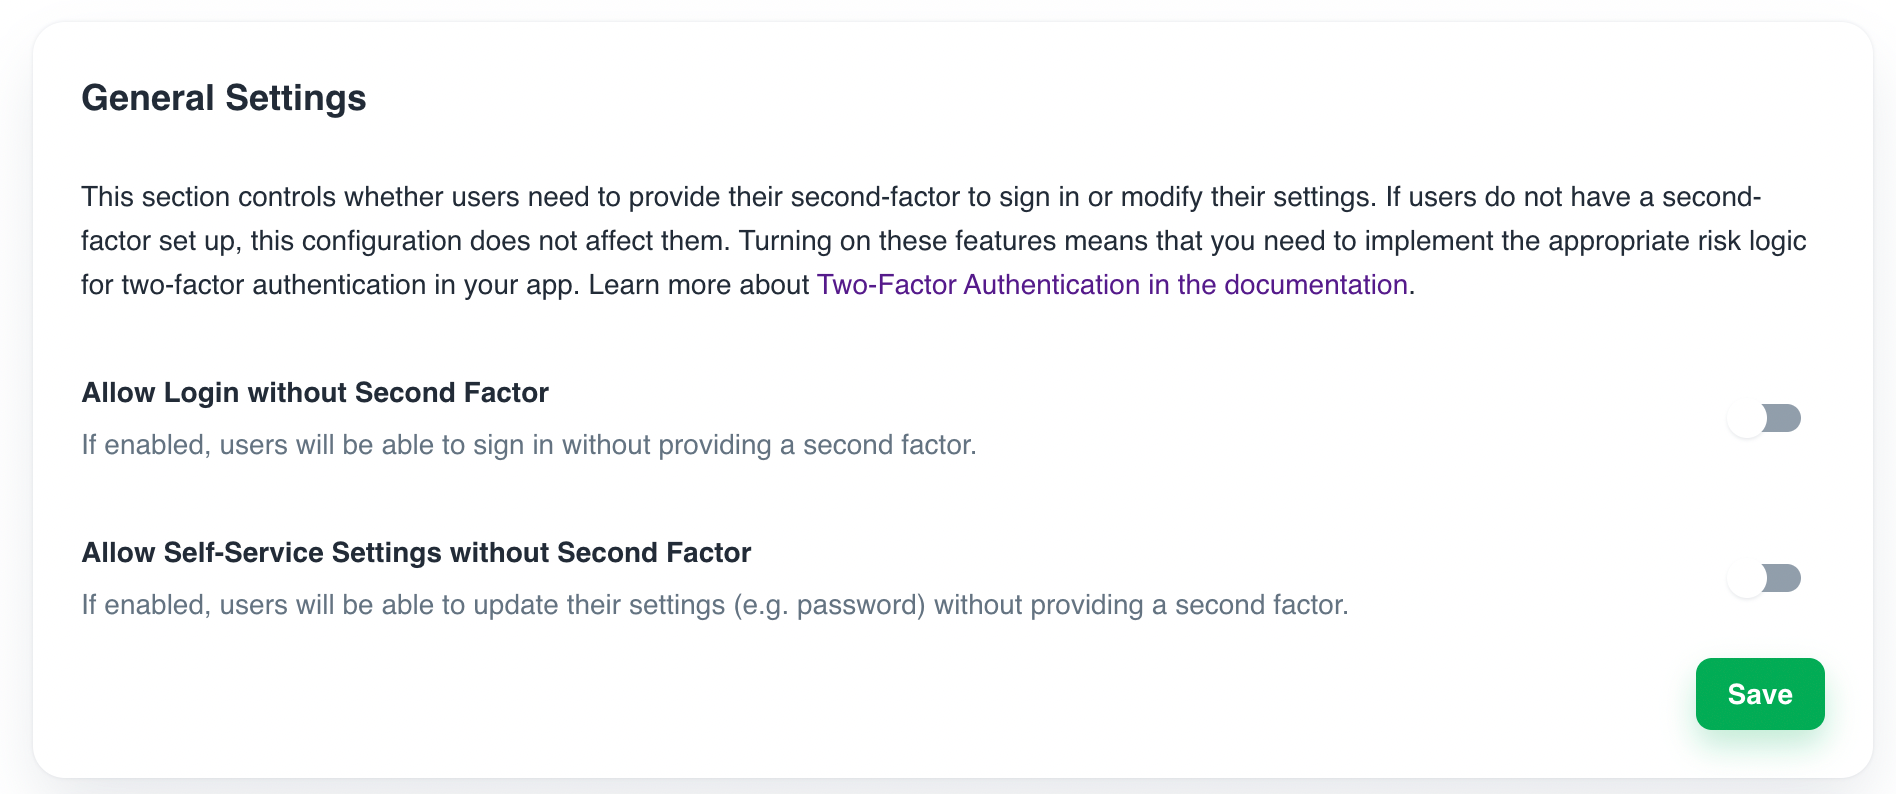 General Settings
This section controls whether users need to provide their second-factor to sign in or modify their settings. If users do not have a second-
factor set up, this configuration does not affect them. Turning on these features means that you need to implement the appropriate risk logic
for two-factor authentication in your app. Learn more about Two-Factor Authentication in the documentation.
Allow Login without Second Factor
If enabled, users will be able to sign in without providing a second factor.
Allow Self-Service Settings without Second Factor
If enabled, users will be able to update their settings (e.g. password) without providing a second factor.
Save